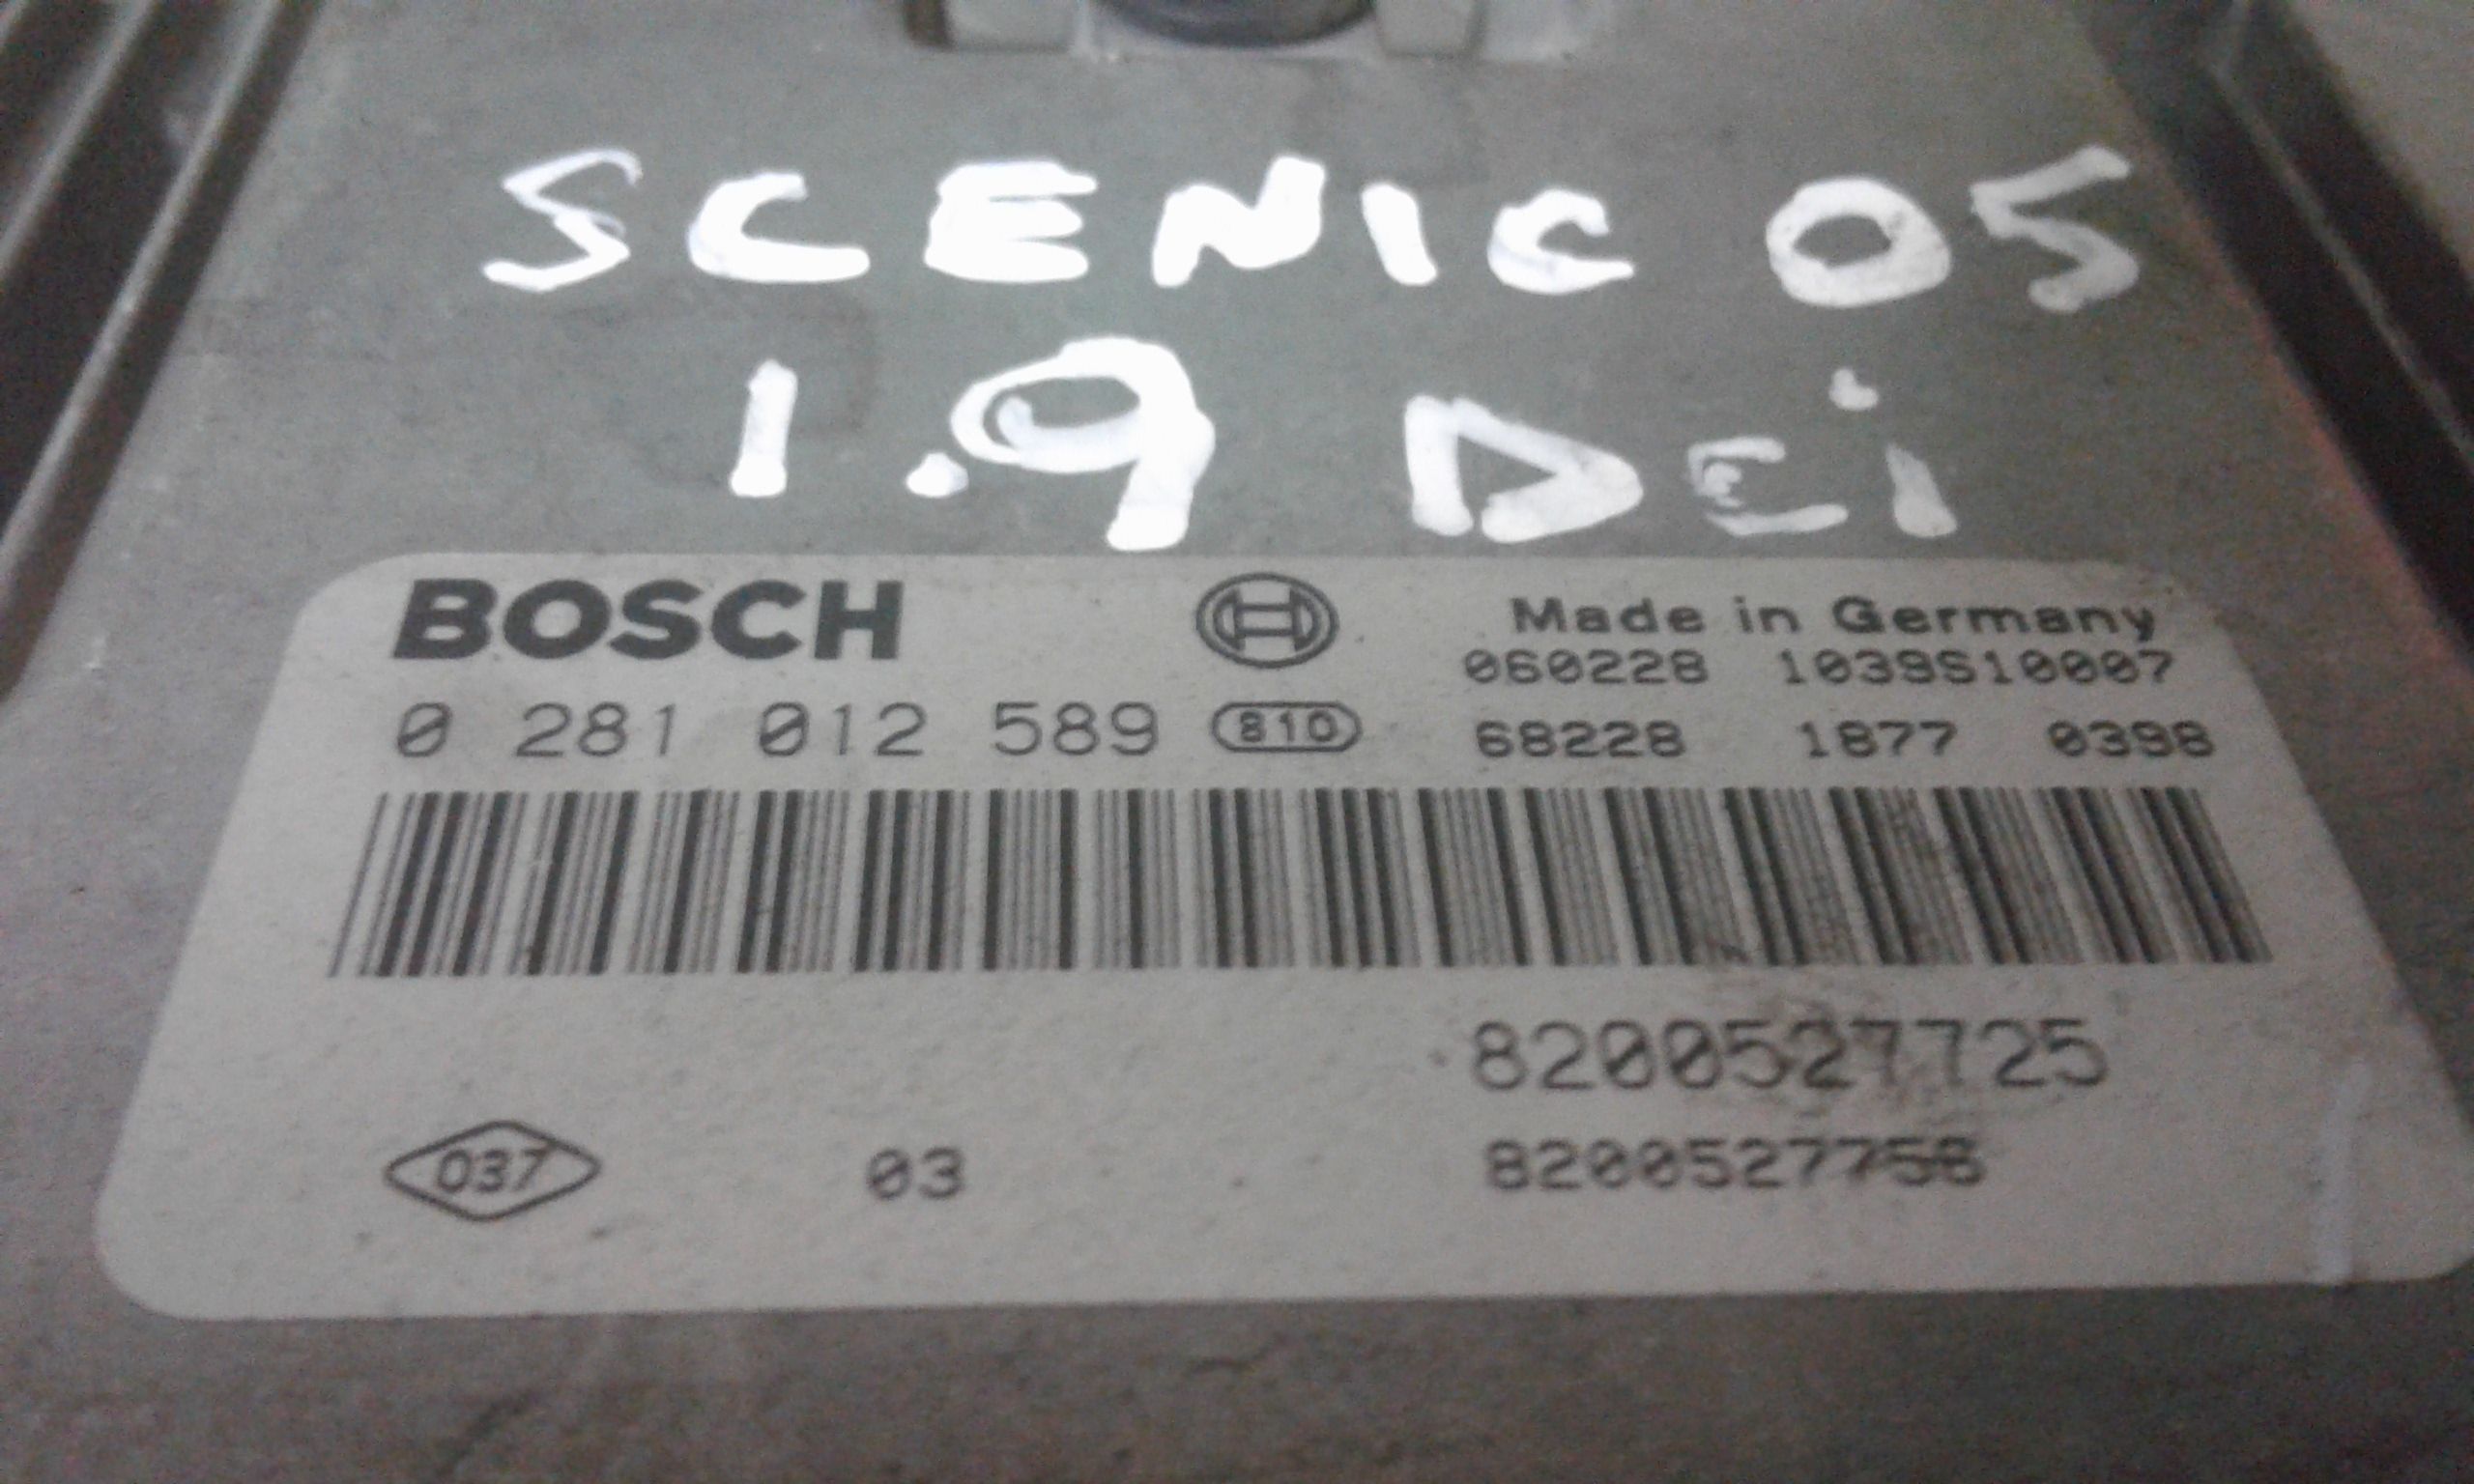 SCENIC 05
1.9 DCi
BOSCH
Made in Germany
060228 1039S10007
0 281 012 589 810
68228 1877 0398
8200527725
037 03 8200527758